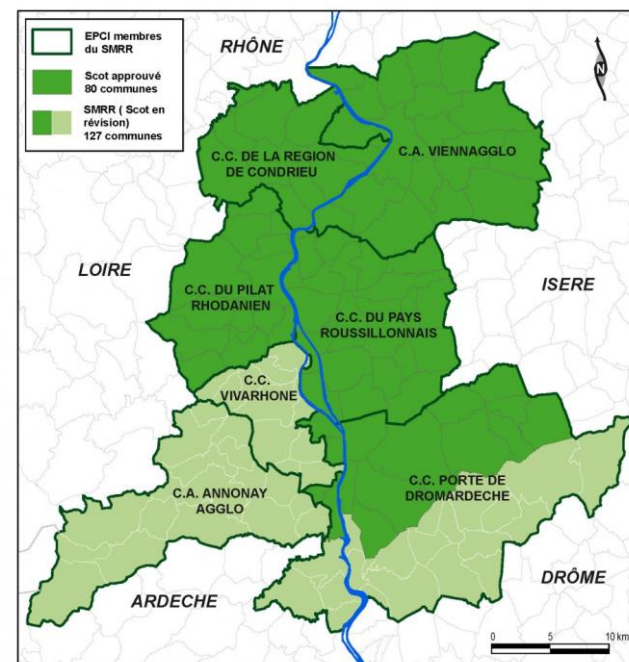 EPCI membres
du SMRR
Scot approuvé
80 communes
SMRR ( Scot en
révision)
127 communes
RHÔNE
N
C.C. DE LA REGION
DE CONDRIEU
C.A. VIENNAGGLO
LOIRE
ISERE
C.C. DU PILAT
RHODANIEN
C.C. DU PAYS
ROUSSILLONNAIS
C.C.
VIVARHONE
C.A. ANNONAY
AGGLO
C.C. PORTE DE
DROMARDECHE
ARDECHE
DRÔME
0 5 10 km